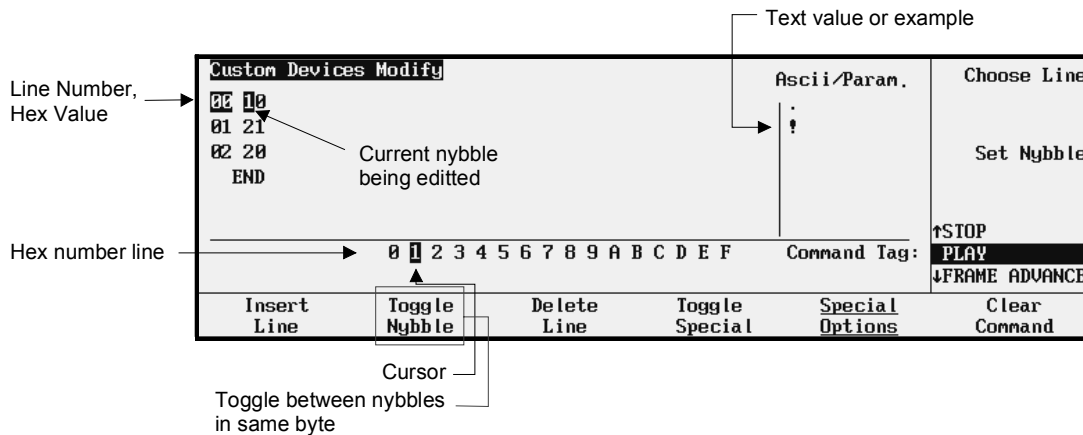 Text value or example
Custom Devices Modify
Ascii/Param.
Choose Line
Line Number,
Hex Value
00 10
.
01 21
!
02 20
Current nybble
being editted
Set Nybble
END
↑STOP
Hex number line
0 1 2 3 4 5 6 7 8 9 A B C D E F
Command Tag:
PLAY
↓FRAME ADVANCE
Insert
Line
Toggle
Nybble
Delete
Line
Toggle
Special
Special
Options
Clear
Command
Cursor
Toggle between nybbles
in same byte